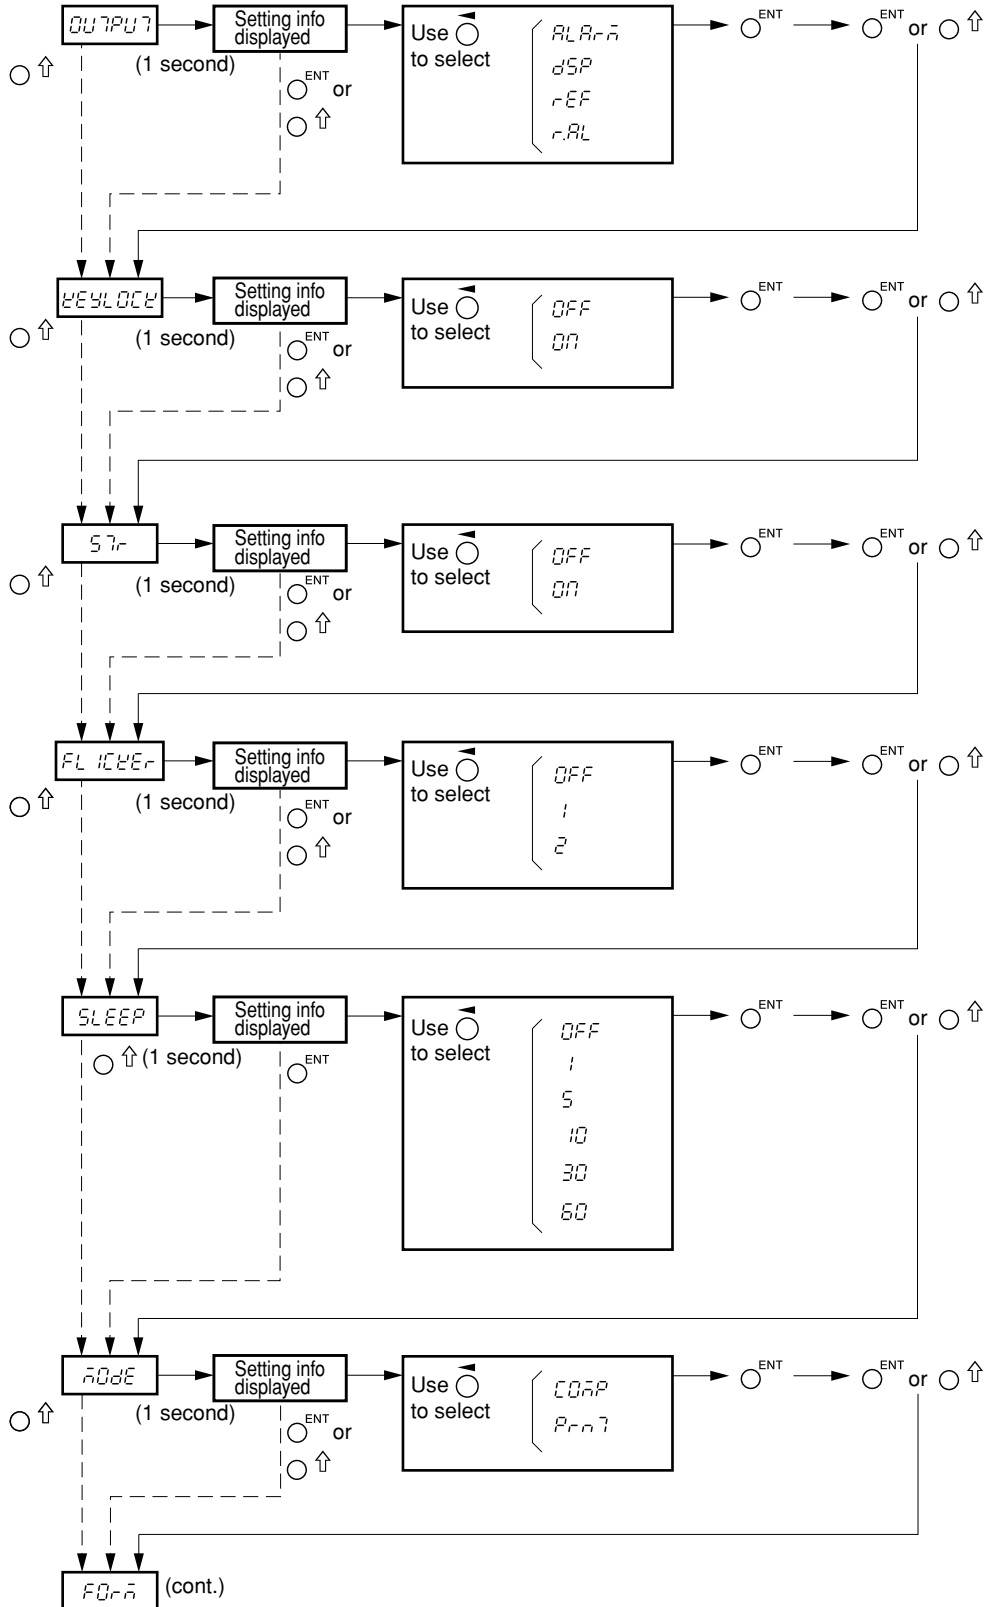 OUTPUT
Setting info
displayed
(1 second)
ENT or
Use
to select
ALArm
dSP
rEF
r.AL
ENT
ENT or
KEYLOCK
Setting info
displayed
(1 second)
ENT or
Use
to select
OFF
On
ENT
ENT or
STr
Setting info
displayed
(1 second)
ENT or
Use
to select
OFF
On
ENT
ENT or
FLICKEr
Setting info
displayed
(1 second)
ENT or
Use
to select
OFF
1
2
ENT
ENT or
SLEEP
Setting info
displayed
(1 second)
ENT
Use
to select
OFF
1
5
10
30
60
ENT
ENT or
mOdE
Setting info
displayed
(1 second)
ENT or
Use
to select
COmP
PrnT
ENT
ENT or
FOrm
(cont.)